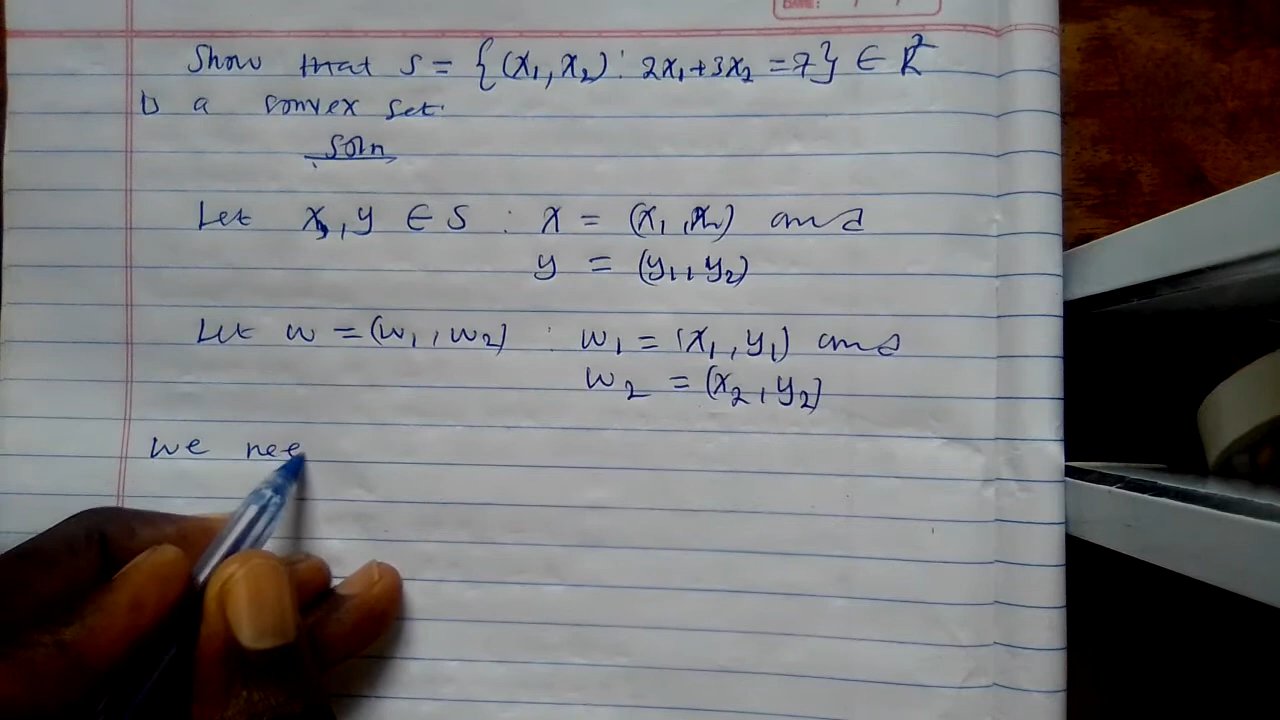 Show that S = {(x₁, x₂) : 2x₁+3x₂ = 7} ∈ R²
is a convex set.
Soln
Let x, y ∈ S : x = (x₁, x₂) and
y = (y₁, y₂)
Let w = (w₁, w₂) : w₁ = (x₁, y₁) and
w₂ = (x₂, y₂)
We nee